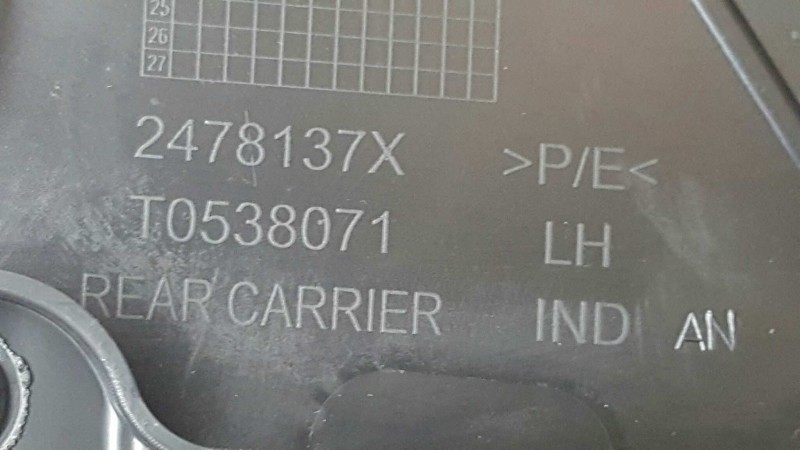 25
26
27
2478137X >P/E<
T0538071 LH
REAR CARRIER IND AN